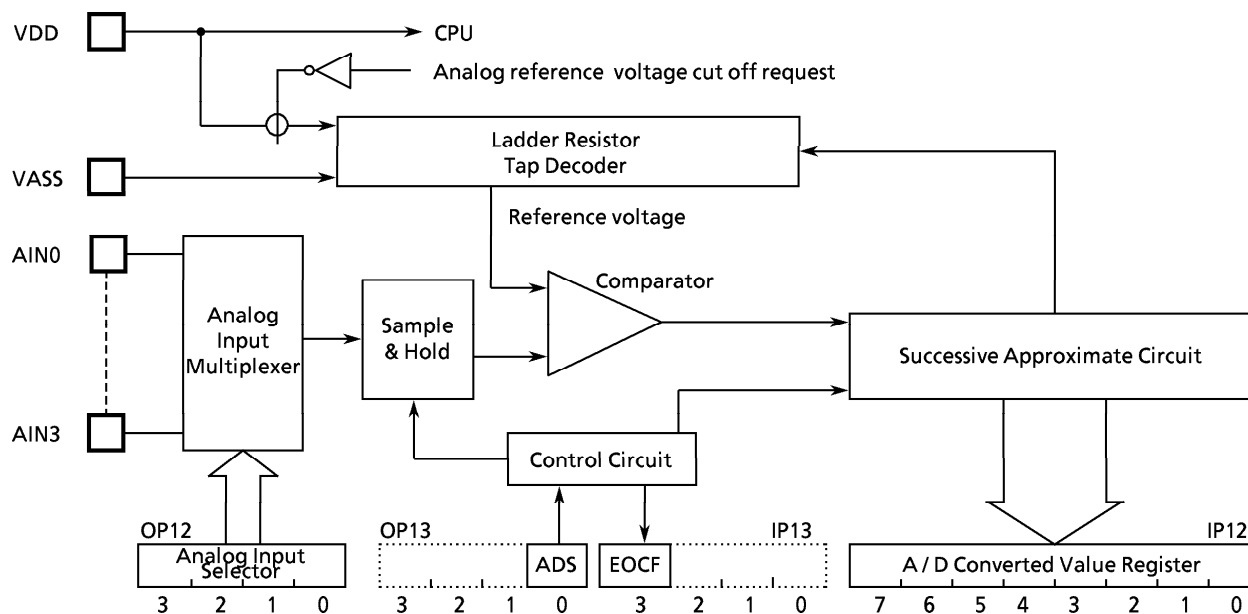 VDD
CPU
Analog reference voltage cut off request
Ladder Resistor
Tap Decoder
VASS
Reference voltage
AIN0
Comparator
Analog
Input
Multiplexer
Sample
& Hold
Successive Approximate Circuit
AIN3
Control Circuit
OP12
OP13
IP13
IP12
Analog Input
Selector
ADS
EOCF
A / D Converted Value Register
3 2 1 0
3 2 1 0
3 2 1 0
7 6 5 4 3 2 1 0